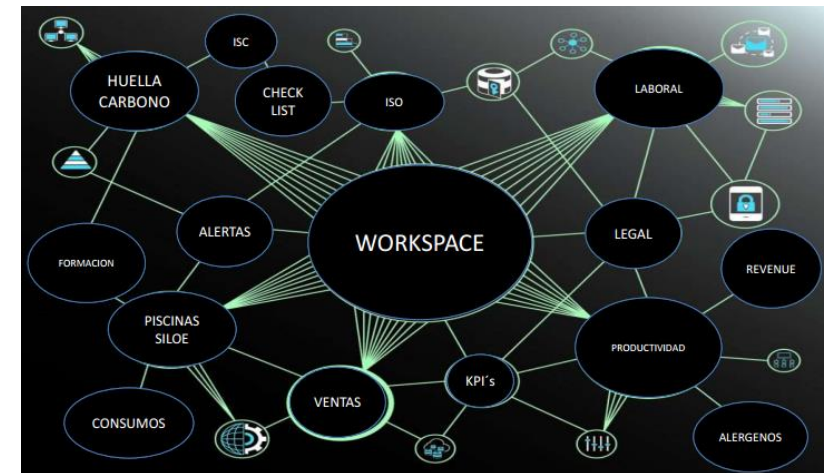 ISC
HUELLA
CARBONO
CHECK
LIST
ISO
LABORAL
WORKSPACE
ALERTAS
LEGAL
FORMACION
REVENUE
PISCINAS
SILOE
PRODUCTIVIDAD
VENTAS
KPI´s
CONSUMOS
ALERGENOS